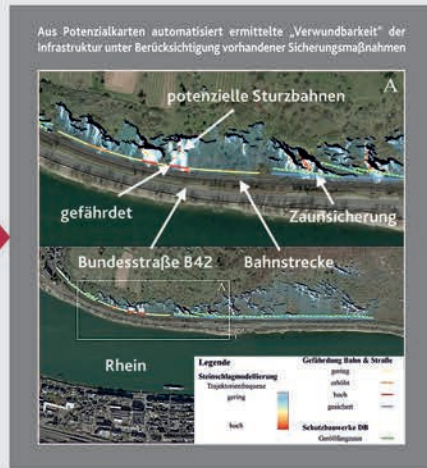 Aus Potenzialkarten automatisiert ermittelte „Verwundbarkeit“ der
Infrastruktur unter Berücksichtigung vorhandener Sicherungsmaßnahmen
A
potenzielle Sturzbahnen
gefährdet
Zaunsicherung
Bundesstraße B42
Bahnstrecke
A
Rhein
Legende
Steinschlagmodellierung
Trajektorienfrequenz
gering
hoch
Gefährdung Bahn & Straße
gering
erhöht
hoch
gesichert
Schutzbauwerke DB
Geröllfangzaun